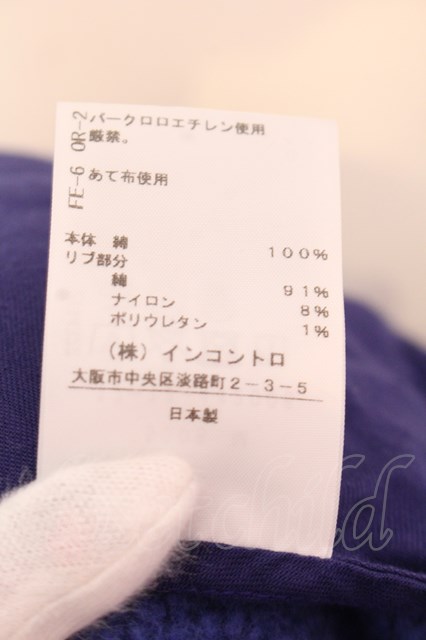 OR-2 パークロロエチレン使用
厳禁。
FE-6 あて布使用
本体 綿 100%
リブ部分
綿 91%
ナイロン 8%
ポリウレタン 1%
(株)インコントロ
大阪市中央区淡路町2-3-5
日本製
child